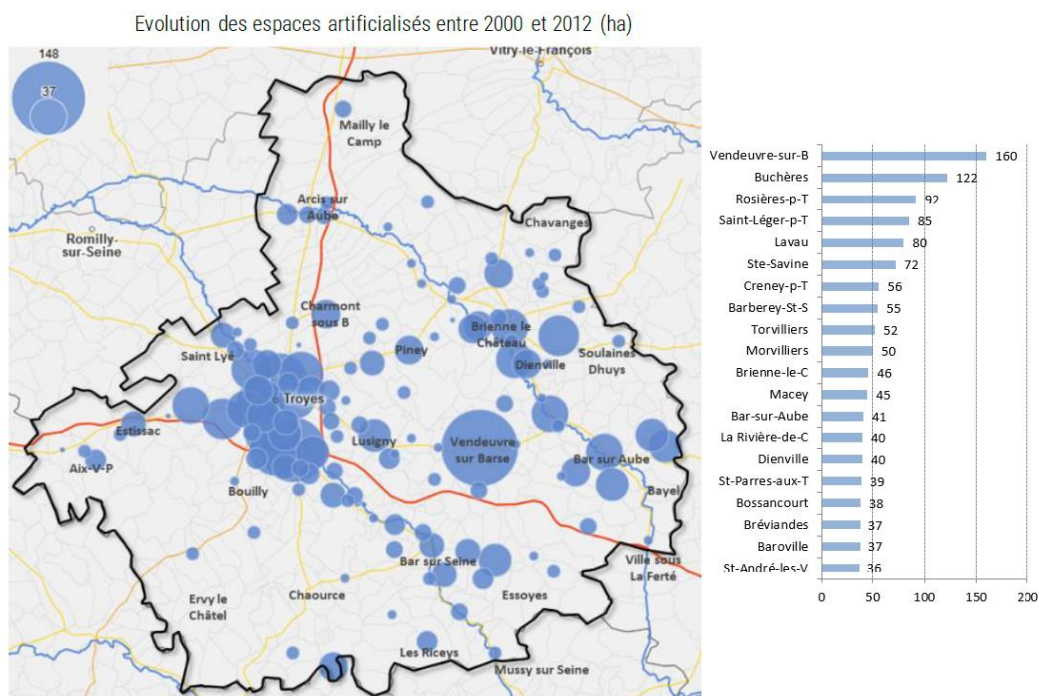 Evolution des espaces artificialisés entre 2000 et 2012 (ha)
148
37
Vitry-le-François
Mailly le
Camp
Arcis sur
Aube
Chavanges
Romilly-
sur-Seine
Charmont
sous B
Brienne le
Château
Saint Lyé
Piney
Dienville
Soulaines
Dhuys
Troyes
Estissac
Lusigny
Vendeuvre
sur Barse
Bar sur Aube
Aix-V-P
Bouilly
Bayel
Bar sur Seine
Ville sous
La Ferté
Ervy le
Châtel
Chaource
Essoyes
Les Riceys
Mussy sur Seine
Vendeuvre-sur-B 160
Buchères 122
Rosières-p-T 92
Saint-Léger-p-T 85
Lavau 80
Ste-Savine 72
Creney-p-T 56
Barberey-St-S 55
Torvilliers 52
Morvilliers 50
Brienne-le-C 46
Macey 45
Bar-sur-Aube 41
La Rivière-de-C 40
Dienville 40
St-Parres-aux-T 39
Bossancourt 38
Bréviandes 37
Baroville 37
St-André-les-V 36
0 50 100 150 200